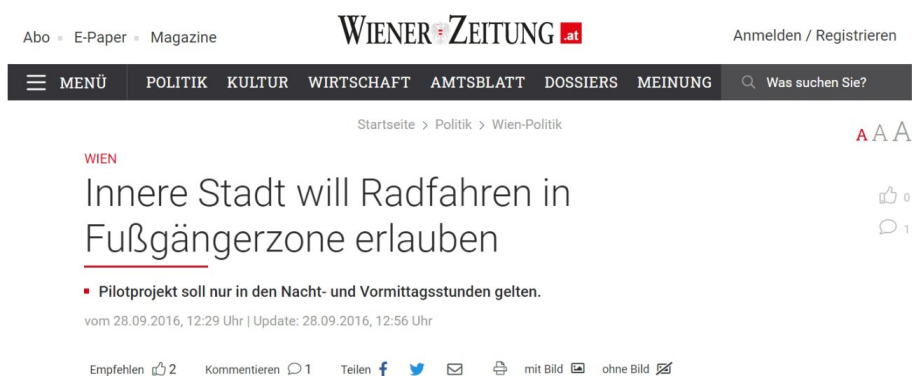 Abo E-Paper Magazine
WIENER ZEITUNG .at
Anmelden / Registrieren
MENÜ POLITIK KULTUR WIRTSCHAFT AMTSBLATT DOSSIERS MEINUNG Was suchen Sie?
Startseite > Politik > Wien-Politik
A A A
WIEN
Innere Stadt will Radfahren in
Fußgängerzone erlauben
0
1
Pilotprojekt soll nur in den Nacht- und Vormittagsstunden gelten.
vom 28.09.2016, 12:29 Uhr | Update: 28.09.2016, 12:56 Uhr
Empfehlen 2 Kommentieren 1 Teilen f mit Bild ohne Bild